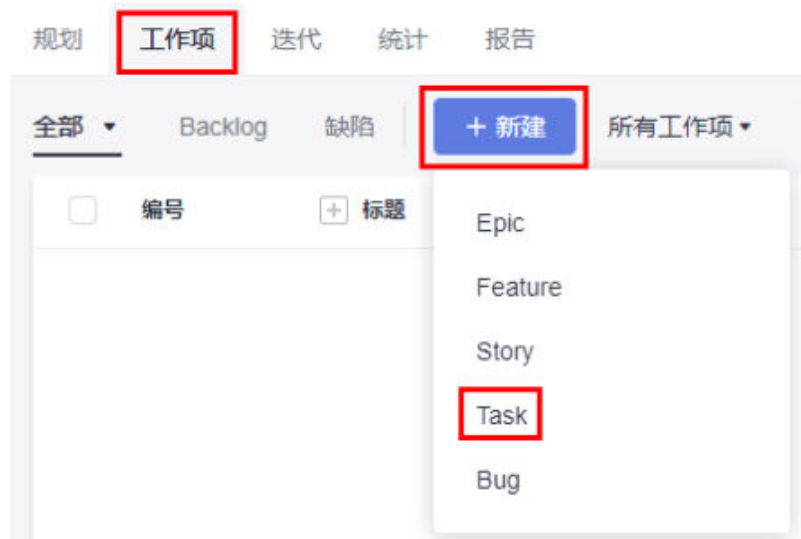 规划 工作项 迭代 统计 报告
全部 Backlog 缺陷 + 新建 所有工作项
编号 标题
Epic
Feature
Story
Task
Bug